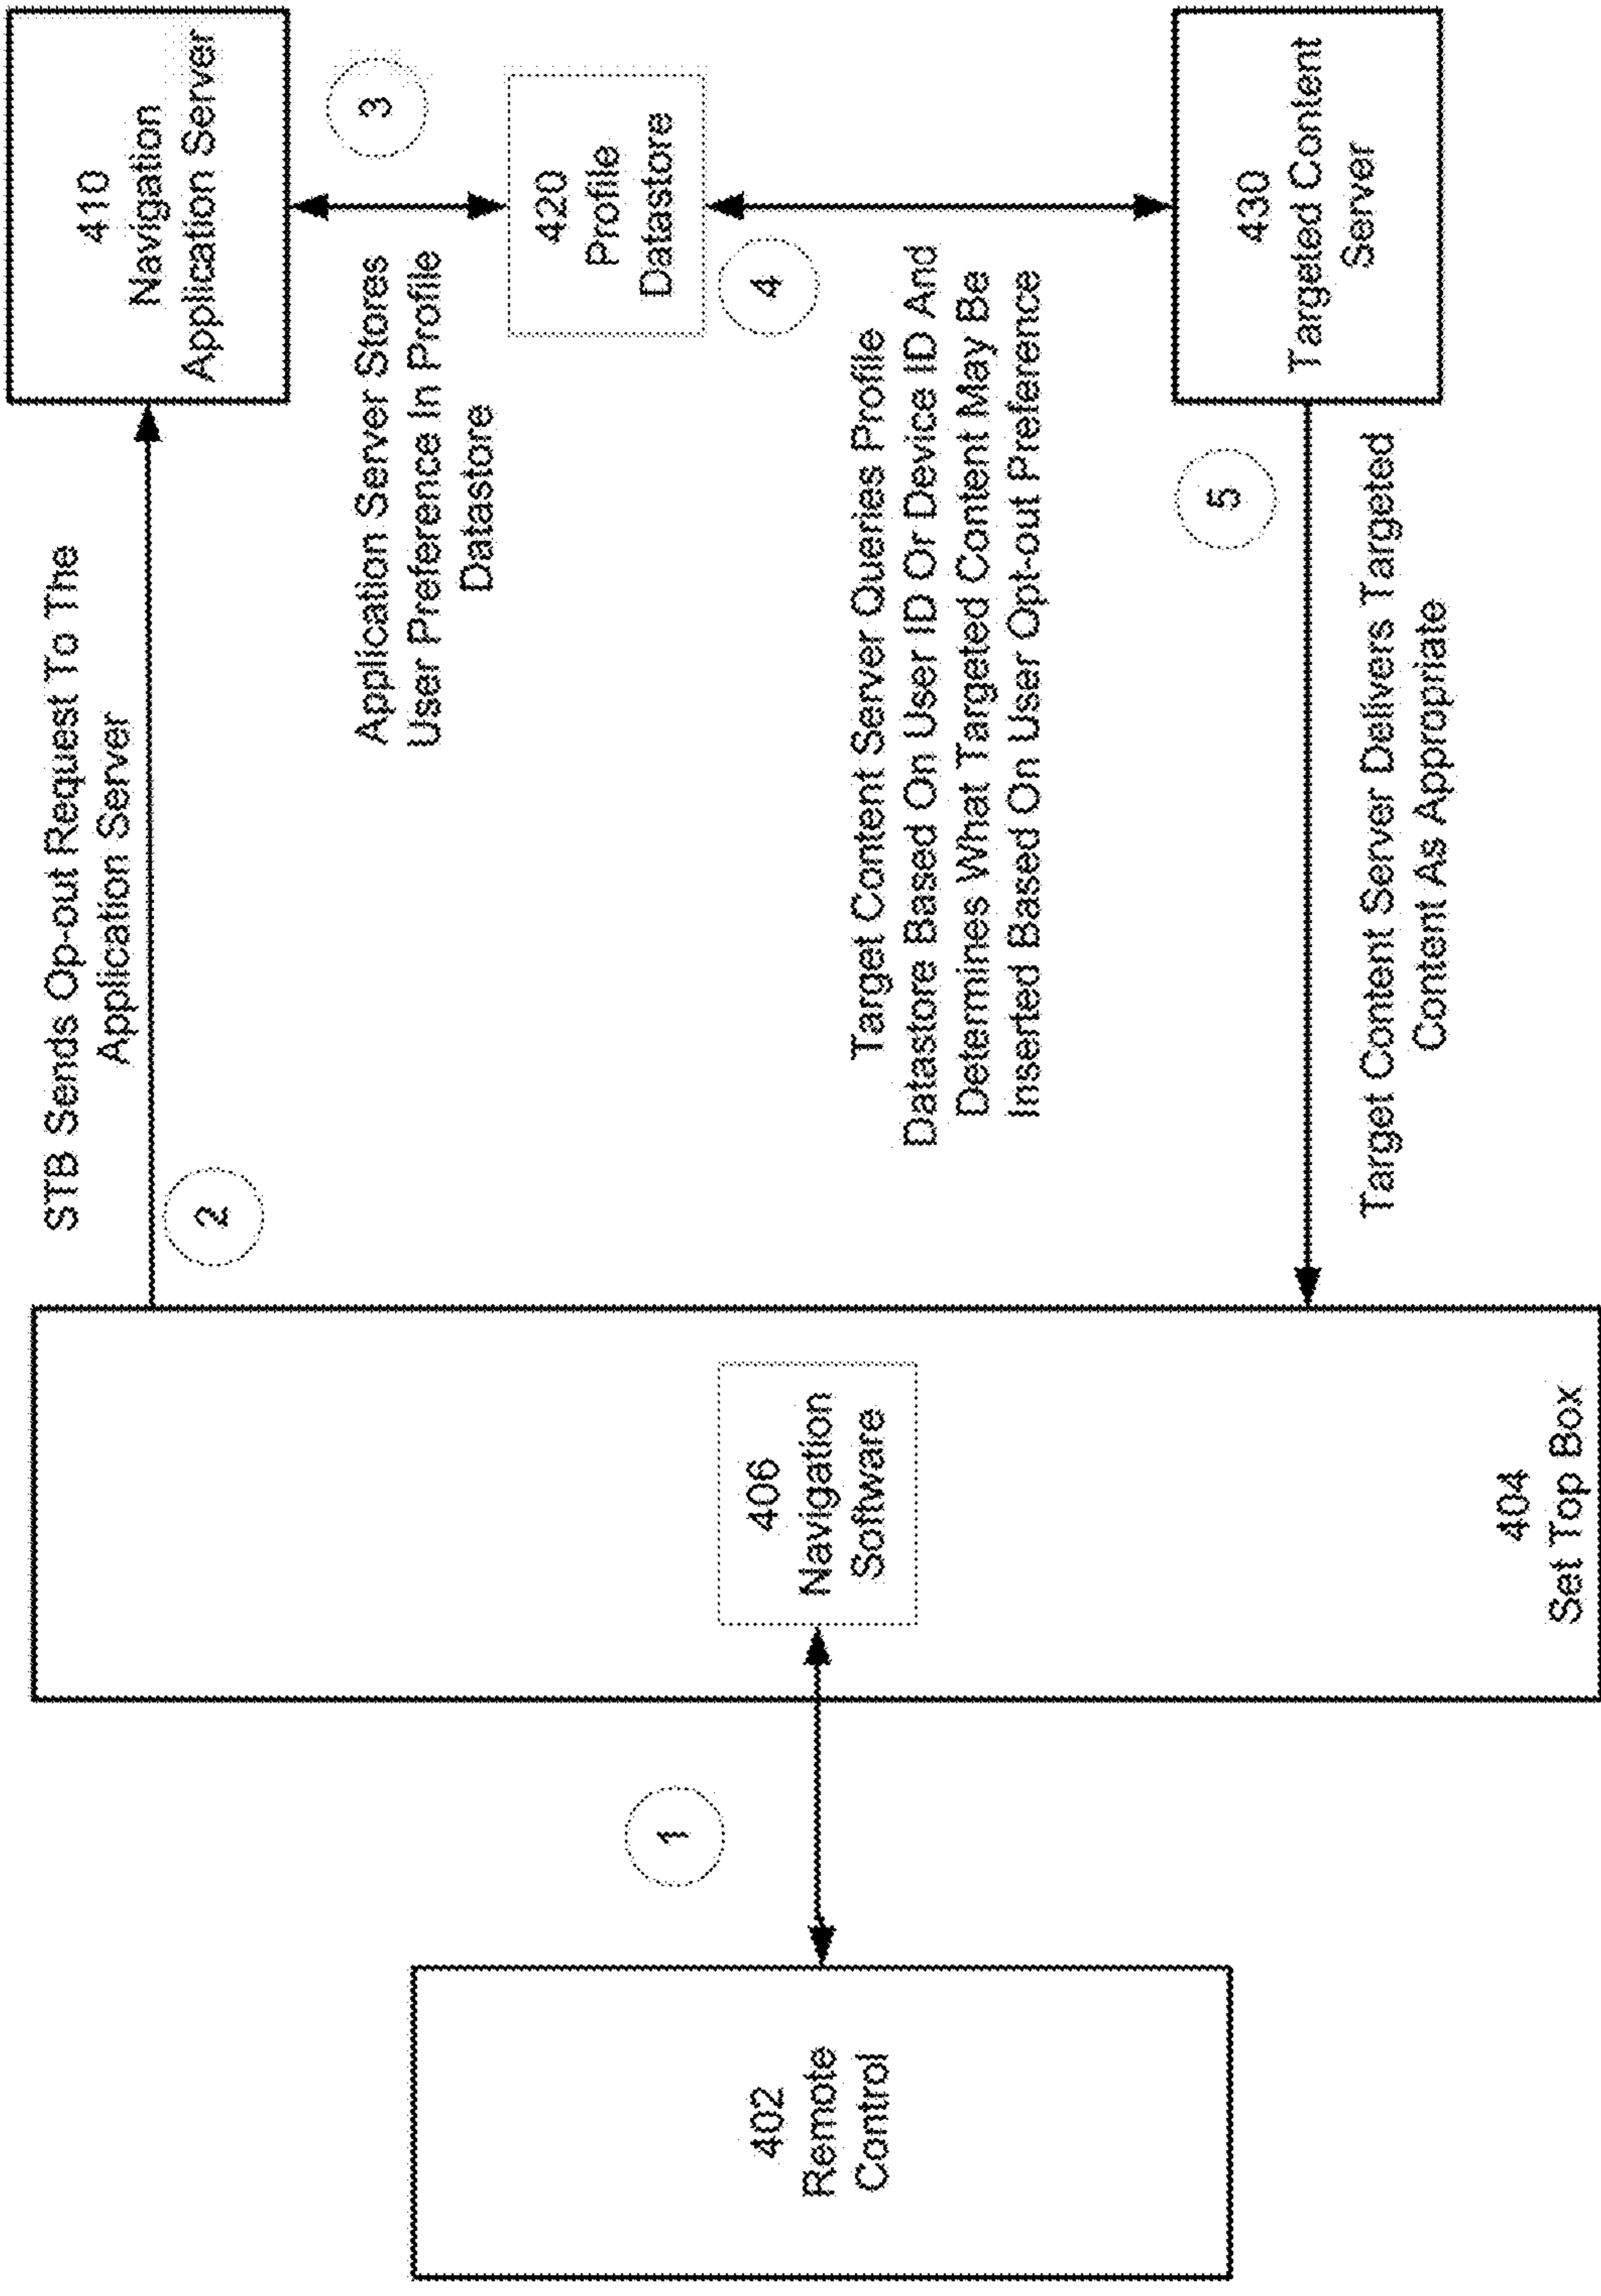 402
Remote
Control
1
406
Navigation
Software
404
Set Top Box
2
STB Sends Op-out Request To The
Application Server
410
Navigation
Application Server
3
Application Server Stores
User Preference In Profile
Datastore
420
Profile
Datastore
4
Target Content Server Queries Profile
Datastore Based On User ID Or Device ID And
Determines What Targeted Content May Be
Inserted Based On User Opt-out Preference
430
Targeted Content
Server
5
Target Content Server Delivers Targeted
Content As Appropriate